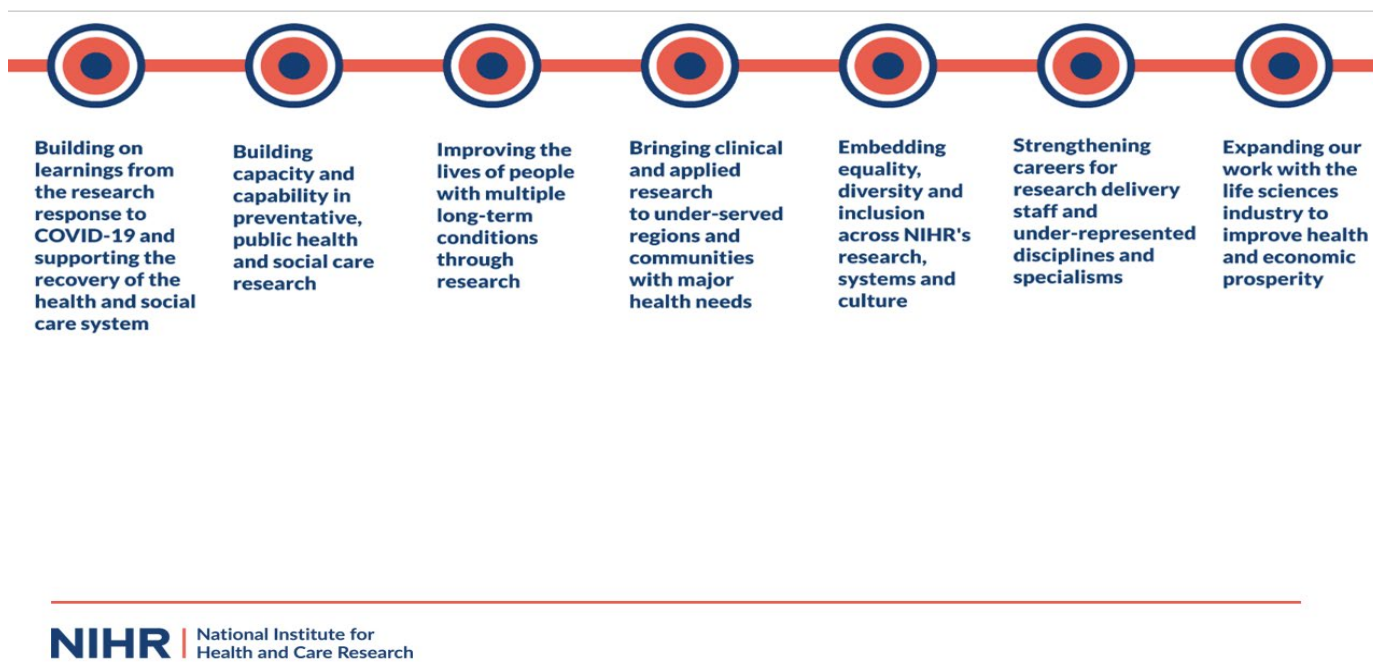 Building on
learnings from
the research
response to
COVID-19 and
supporting the
recovery of the
health and social
care system
Building
capacity and
capability in
preventative,
public health
and social care
research
Improving the
lives of people
with multiple
long-term
conditions
through
research
Bringing clinical
and applied
research
to under-served
regions and
communities
with major
health needs
Embedding
equality,
diversity and
inclusion
across NIHR's
research,
systems and
culture
Strengthening
careers for
research delivery
staff and
under-represented
disciplines and
specialisms
Expanding our
work with the
life sciences
industry to
improve health
and economic
prosperity
NIHR
National Institute for
Health and Care Research